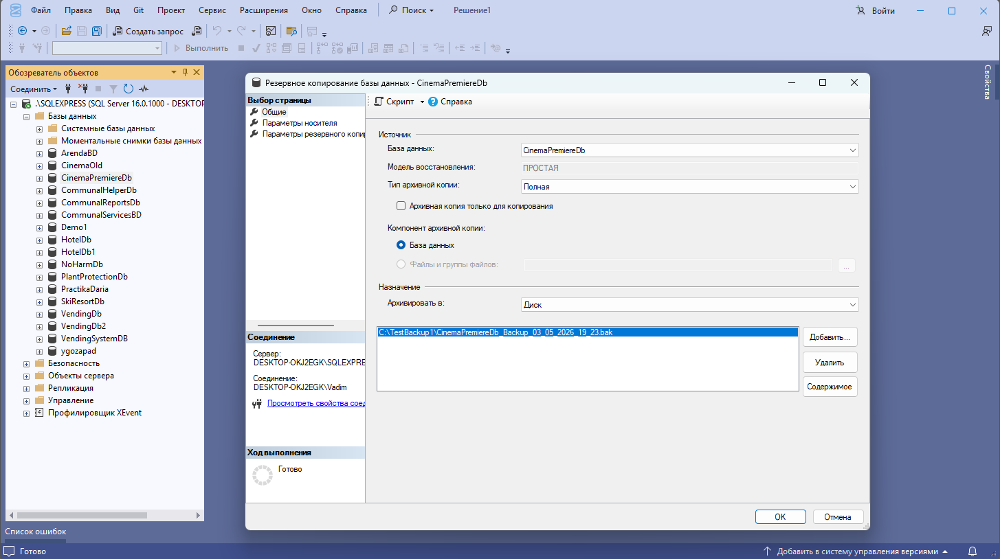 Файл Правка Вид Git Проект Сервис Расширения Окно Справка Поиск Решение1 Войти
Создать запрос
Выполнить
Обозреватель объектов
Соединить
.\SQLEXPRESS (SQL Server 16.0.1000 - DESKTOP
Базы данных
Системные базы данных
Моментальные снимки базы данных
ArendaBD
CinemaOld
CinemaPremiereDb
CommunalHelperDb
CommunalReportsDb
CommunalServicesBD
Demo1
HotelDb
HotelDb1
NoHarmDb
PlantProtectionDb
PractikaDaria
SkiResortDb
VendingDb
VendingDb2
VendingSystemDB
ygozapad
Безопасность
Объекты сервера
Репликация
Управление
Профилировщик XEvent
Резервное копирование базы данных - CinemaPremiereDb
Выбор страницы
Общие
Параметры носителя
Параметры резервного копи
Соединение
Сервер:
DESKTOP-OKJ2EGK\SQLEXPRE
Соединение:
DESKTOP-OKJ2EGK\Vadim
Просмотреть свойства соед
Ход выполнения
Готово
Скрипт Справка
Источник
База данных: CinemaPremiereDb
Модель восстановления: ПРОСТАЯ
Тип архивной копии: Полная
Архивная копия только для копирования
Компонент архивной копии:
База данных
Файлы и группы файлов: ...
Назначение
Архивировать в: Диск
C:\TestBackup1\CinemaPremiereDb_Backup_03_05_2026_19_23.bak
Добавить...
Удалить
Содержимое
OK Отмена
Свойства
Список ошибок
Готово Добавить в систему управления версиями